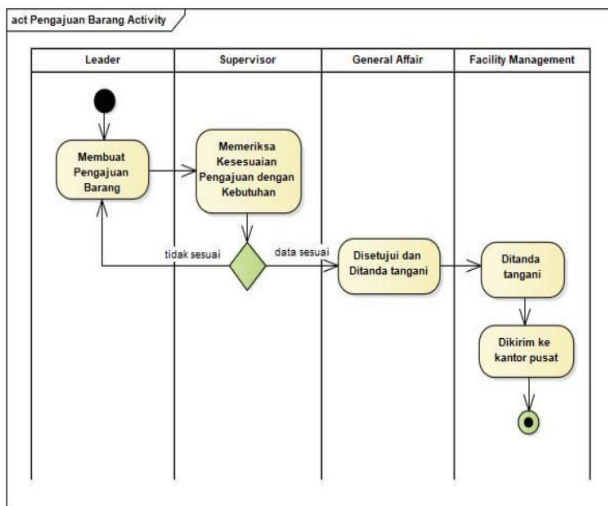 act Pengajuan Barang Activity
Leader
Supervisor
General Affair
Facility Management
Membuat
Pengajuan
Barang
Memeriksa
Kesesuaian
Pengajuan dengan
Kebutuhan
tidak sesuai
data sesuai
Disetujui dan
Ditanda tangani
Ditanda
tangani
Dikirim ke
kantor pusat